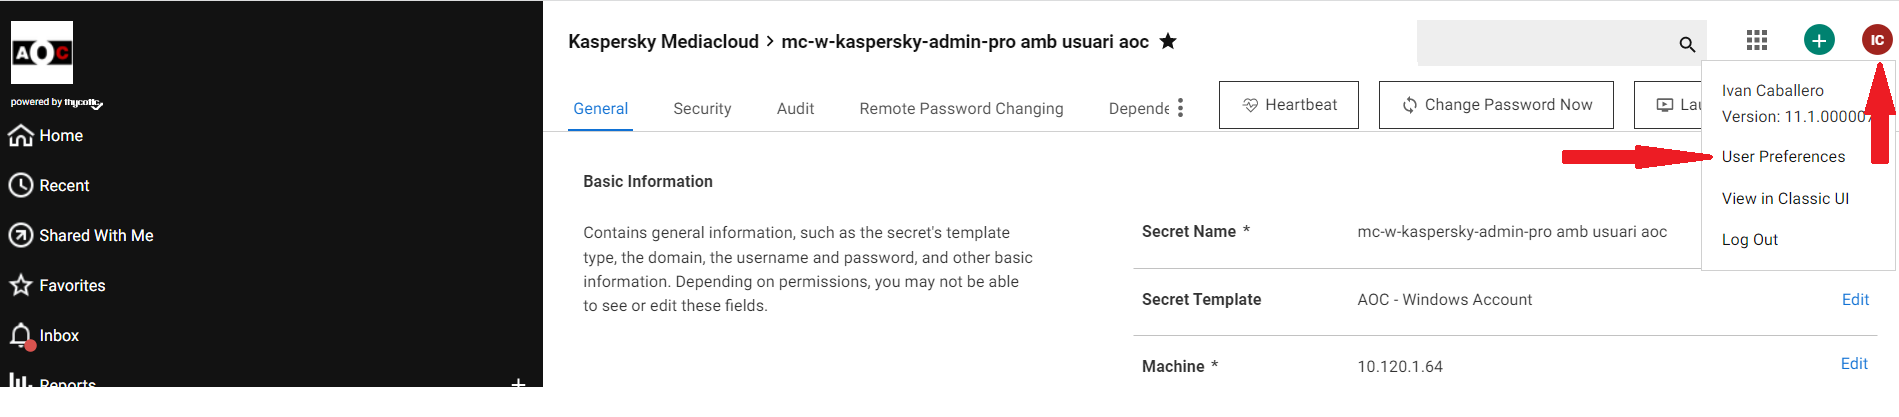 AOC
powered by thycotic
Home
Recent
Shared With Me
Favorites
Inbox
Reports
+
Kaspersky Mediacloud > mc-w-kaspersky-admin-pro amb usuari aoc ★
+
IC
General Security Audit Remote Password Changing Depende
Heartbeat
Change Password Now
Lau
Ivan Caballero
Version: 11.1.000007
User Preferences
View in Classic UI
Log Out
Basic Information
Contains general information, such as the secret's template
type, the domain, the username and password, and other basic
information. Depending on permissions, you may not be able
to see or edit these fields.
Secret Name * mc-w-kaspersky-admin-pro amb usuari aoc
Secret Template AOC - Windows Account Edit
Machine * 10.120.1.64 Edit